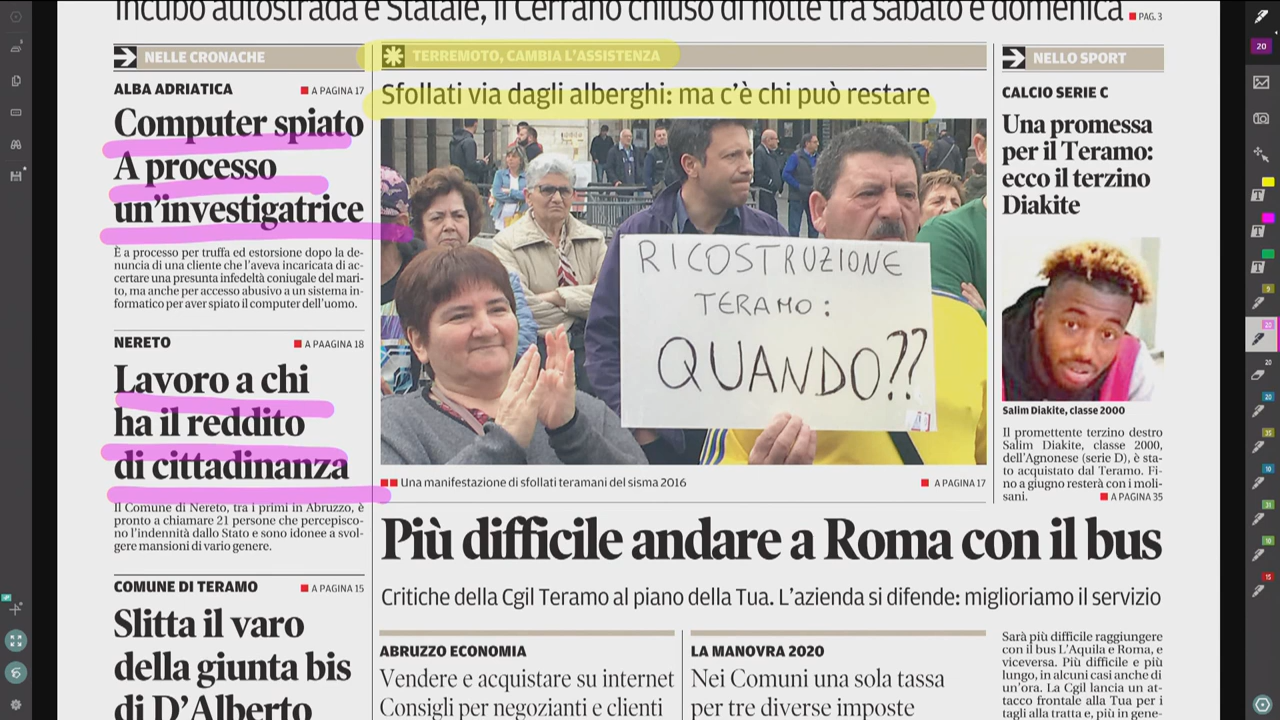 Incubo autostrada e Statale, il Cerrano chiuso di notte tra sabato e domenica ■ PAG. 3
NELLE CRONACHE
ALBA ADRIATICA ■ A PAGINA 17
Computer spiato
A processo
un'investigatrice
È a processo per truffa ed estorsione dopo la de-
nuncia di una cliente che l'aveva incaricata di ac-
certare una presunta infedeltà coniugale del mari-
to, ma anche per accesso abusivo a un sistema in-
formatico per aver spiato il computer dell'uomo.
NERETO ■ A PAAGINA 18
Lavoro a chi
ha il reddito
di cittadinanza
Il Comune di Nereto, tra i primi in Abruzzo, è
pronto a chiamare 21 persone che percepisco-
no l'indennità dallo Stato e sono idonee a svol-
gere mansioni di vario genere.
COMUNE DI TERAMO ■ A PAGINA 15
Slitta il varo
della giunta bis
di D'Alberto
TERREMOTO, CAMBIA L'ASSISTENZA
Sfollati via dagli alberghi: ma c'è chi può restare
RICOSTRUZIONE
TERAMO:
QUANDO??
■■ Una manifestazione di sfollati teramani del sisma 2016 ■ A PAGINA 17
NELLO SPORT
CALCIO SERIE C
Una promessa
per il Teramo:
ecco il terzino
Diakite
Salim Diakite, classe 2000
Il promettente terzino destro
Salim Diakite, classe 2000,
dell'Agnonese (serie D), è sta-
to acquistato dal Teramo. Fi-
no a giugno resterà con i moli-
sani. ■ A PAGINA 35
Più difficile andare a Roma con il bus
Critiche della Cgil Teramo al piano della Tua. L'azienda si difende: miglioriamo il servizio
ABRUZZO ECONOMIA
Vendere e acquistare su internet
Consigli per negozianti e clienti
LA MANOVRA 2020
Nei Comuni una sola tassa
per tre diverse imposte
Sarà più difficile raggiungere
con il bus L'Aquila e Roma, e
viceversa. Più difficile e più
lungo, in alcuni casi anche di
un'ora. La Cgil lancia un at-
tacco frontale alla Tua per i
tagli alla tratta e, più in gene-